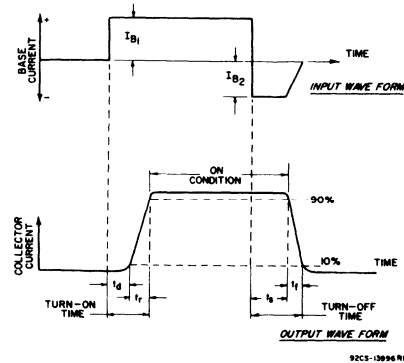 +
BASE
CURRENT
-
IB1
IB2
TIME
INPUT WAVE FORM
ON
CONDITION
90%
COLLECTOR
CURRENT
10%
TIME
td
tr
ts
tf
TURN-ON
TIME
TURN-OFF
TIME
OUTPUT WAVE FORM
92CS-13996R1